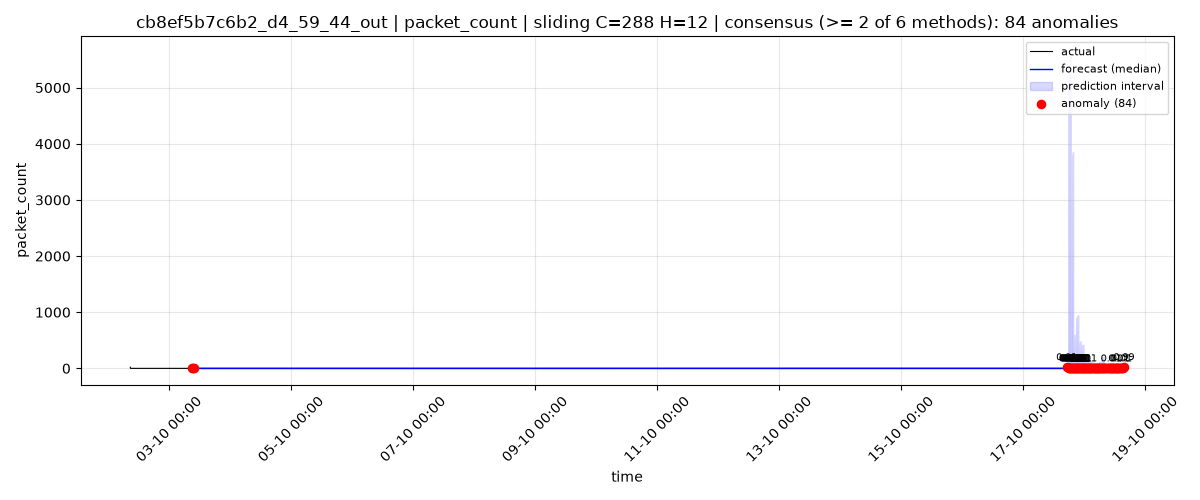 cb8ef5b7c6b2_d4_59_44_out | packet_count | sliding C=288 H=12 | consensus (>= 2 of 6 methods): 84 anomalies
actual
forecast (median)
prediction interval
anomaly (84)
packet_count
5000
4000
3000
2000
1000
0
03-10 00:00
05-10 00:00
07-10 00:00
09-10 00:00
11-10 00:00
13-10 00:00
15-10 00:00
17-10 00:00
19-10 00:00
time